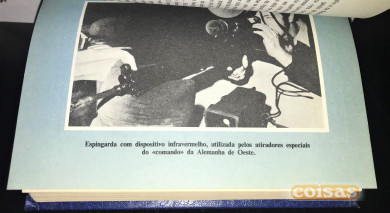 Espingarda com dispositivo infravermelho, utilizada pelos atiradores especiais
do «comando» da Alemanha de Oeste.
coisas